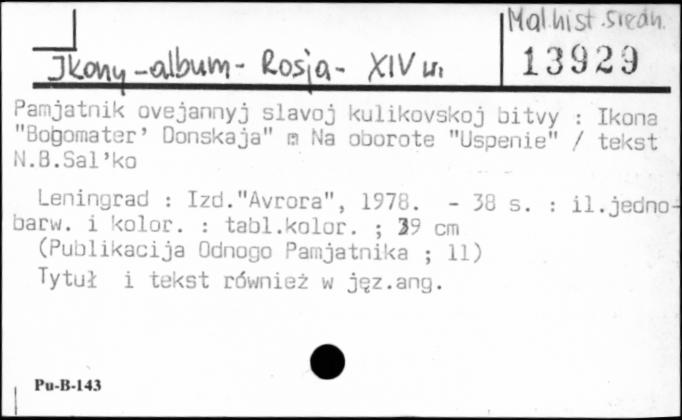 Mal.hist.średn.
Ikony-album- Rosja- XIV w.
13929
Pamjatnik ovejannyj slavoj kulikovskoj bitvy : Ikona
"Bogomater' Donskaja" Na oborote "Uspenie" / tekst
N.B.Sal'ko
Leningrad : Izd."Avrora", 1978. - 38 s. : il.jedno-
barw. i kolor. : tabl.kolor. ; 39 cm
(Publikacija Odnogo Pamjatnika ; 11)
Tytuł i tekst również w jęz.ang.
Pu-B-143